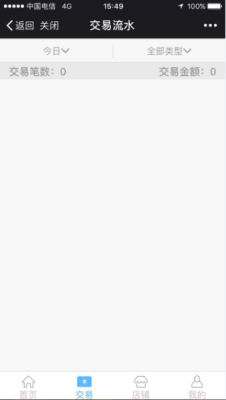 中国电信 4G 15:49 100%
返回 关闭 交易流水
今日 全部类型
交易笔数：0 交易金额：0
首页 交易 店铺 我的